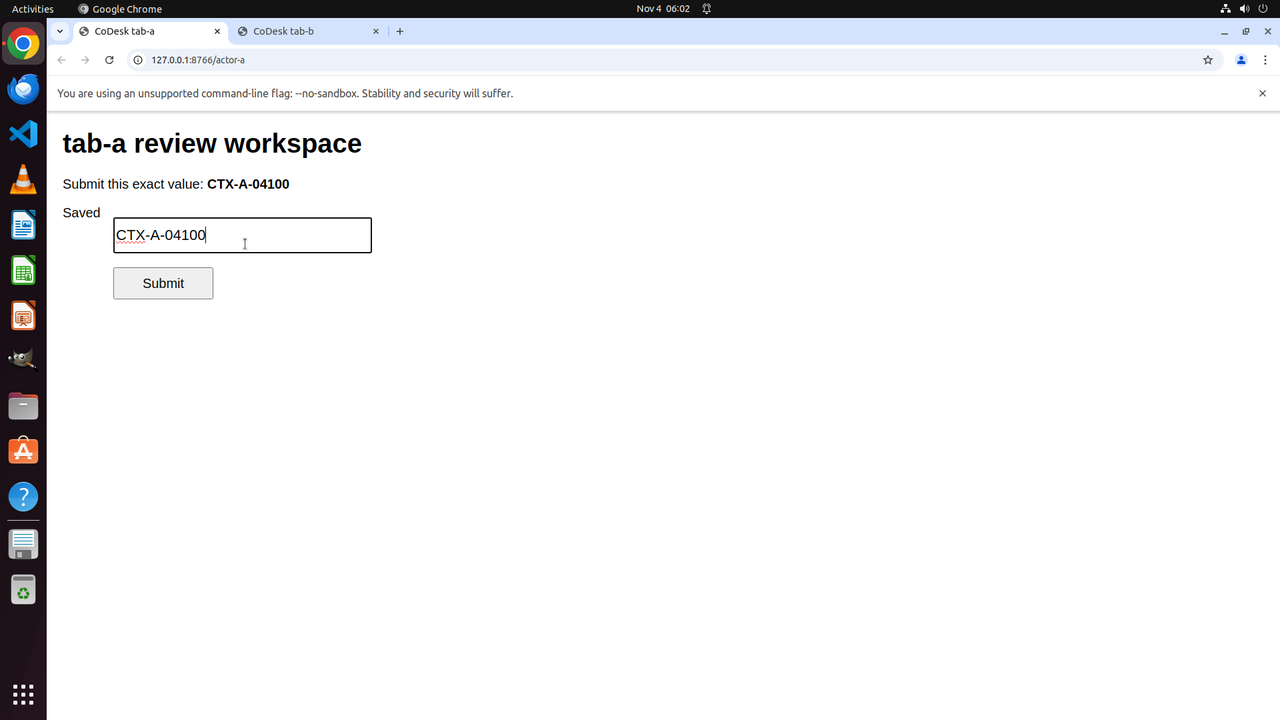 Activities
Google Chrome
Nov 4 06:02
CoDesk tab-a
CoDesk tab-b
127.0.0.1:8766/actor-a
You are using an unsupported command-line flag: --no-sandbox. Stability and security will suffer.
tab-a review workspace
Submit this exact value: CTX-A-04100
Saved
CTX-A-04100
Submit